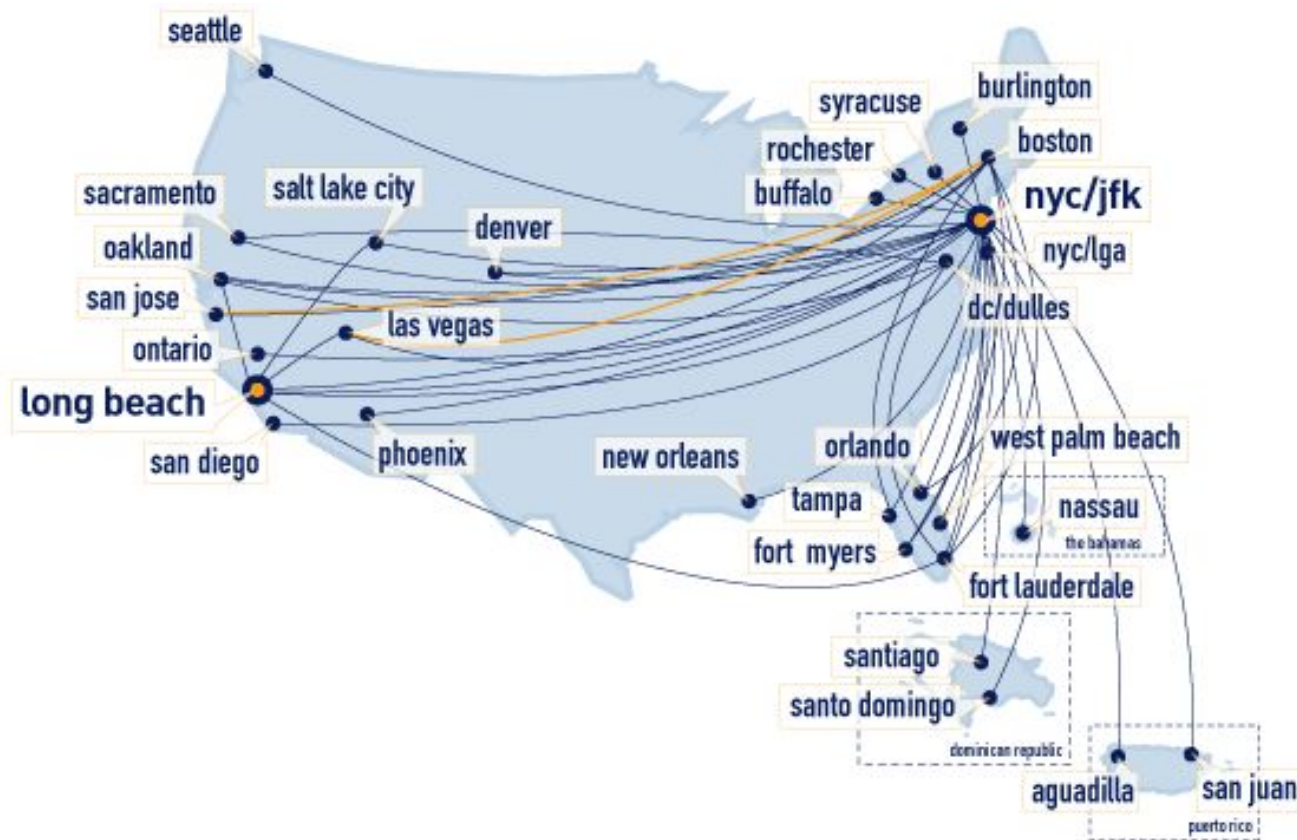 seattle
burlington
syracuse
boston
rochester
nyc/jfk
buffalo
sacramento
salt lake city
denver
oakland
nyc/lga
san jose
dc/dulles
las vegas
ontario
long beach
san diego
phoenix
new orleans
orlando
west palm beach
tampa
nassau
the bahamas
fort myers
fort lauderdale
santiago
santo domingo
dominican republic
aguadilla
san juan
puerto rico